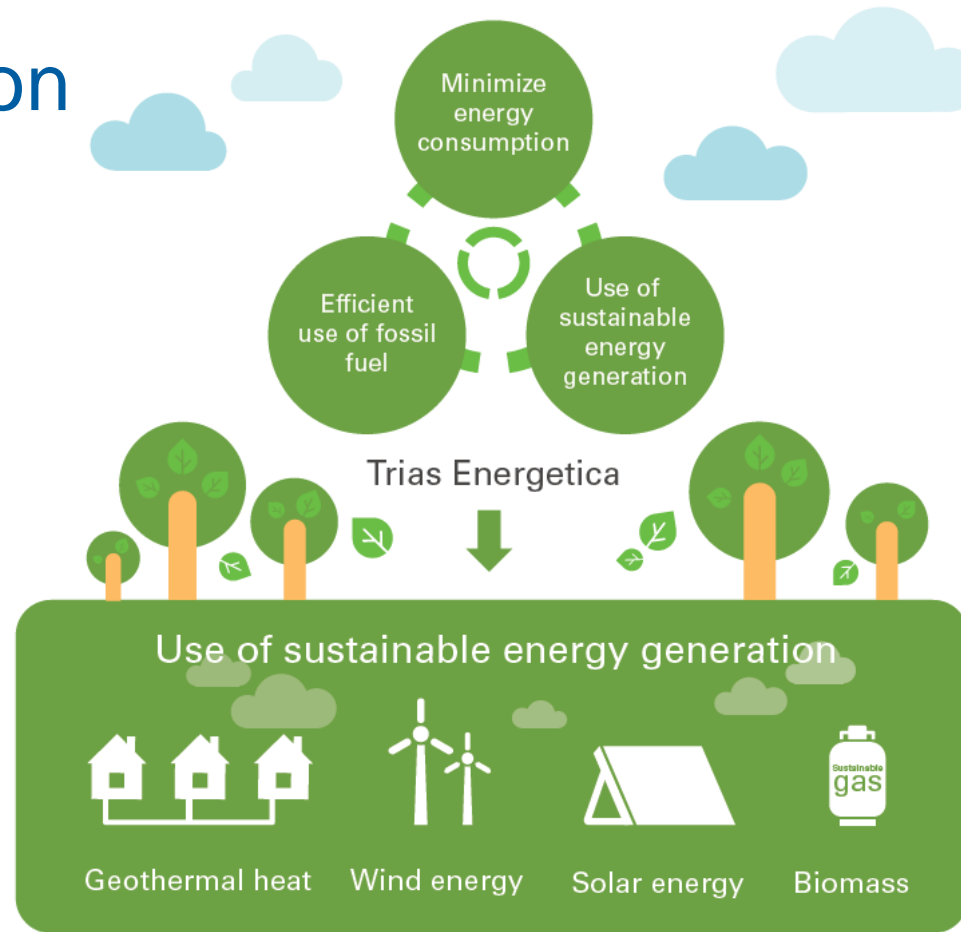 on
Minimize
energy
consumption
Efficient
use of fossil
fuel
Use of
sustainable
energy
generation
Trias Energetica
Use of sustainable energy generation
Sustainable
gas
Geothermal heat
Wind energy
Solar energy
Biomass